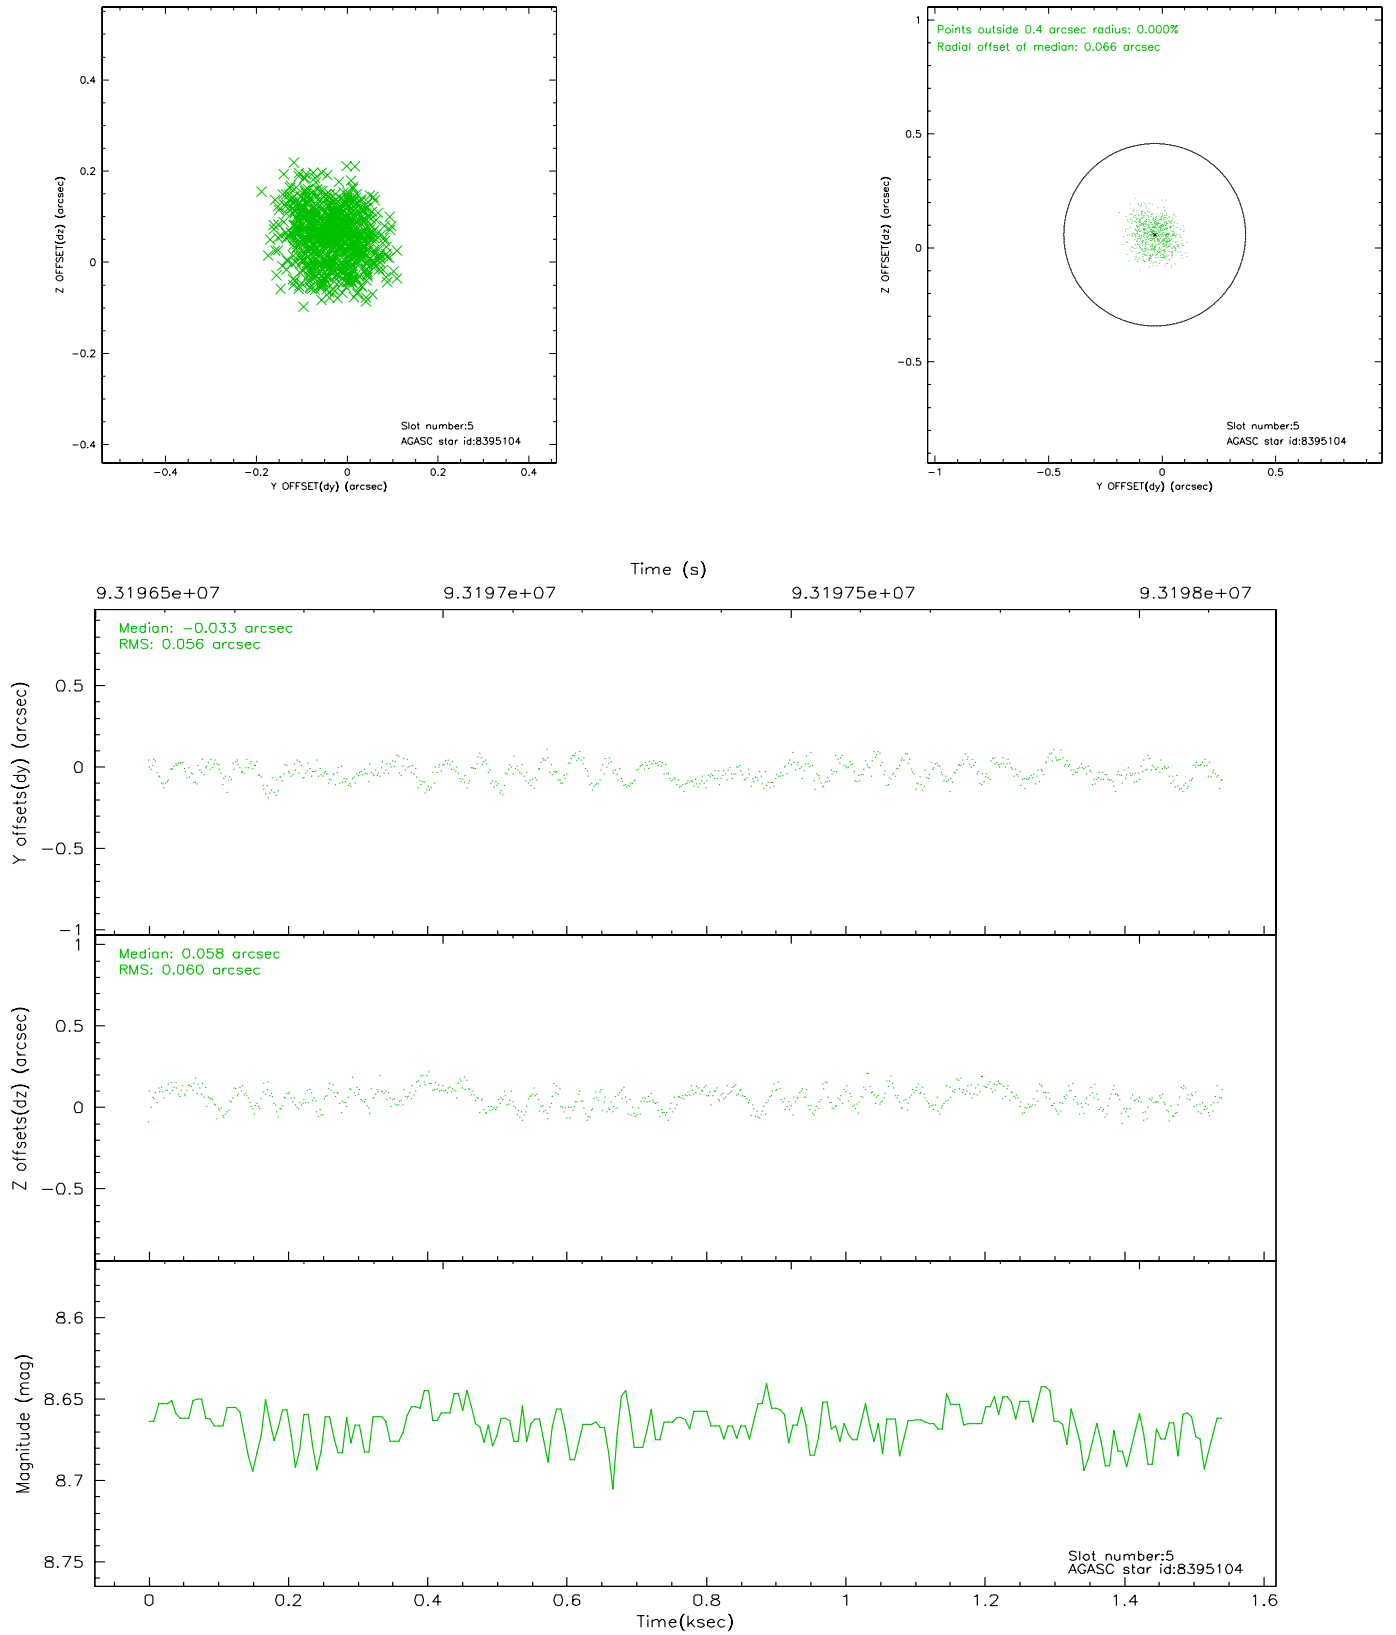 0.4
0.2
0
−0.2
−0.4
Z OFFSET(dz) (arcsec)
Slot number:5
AGASC star id:8395104
−0.4 −0.2 0 0.2 0.4
Y OFFSET(dy) (arcsec)
Points outside 0.4 arcsec radius: 0.000%
Radial offset of median: 0.066 arcsec
1
0.5
0
−0.5
Z OFFSET(dz) (arcsec)
Slot number:5
AGASC star id:8395104
−1 −0.5 0 0.5
Y OFFSET(dy) (arcsec)
Time (s)
9.31965e+07 9.3197e+07 9.31975e+07 9.3198e+07
Median: −0.033 arcsec
RMS: 0.056 arcsec
0.5
0
−0.5
−1
Y offsets(dy) (arcsec)
Median: 0.058 arcsec
RMS: 0.060 arcsec
1
0.5
0
−0.5
Z offsets(dz) (arcsec)
8.6
8.65
8.7
8.75
Magnitude (mag)
Slot number:5
AGASC star id:8395104
0 0.2 0.4 0.6 0.8 1 1.2 1.4 1.6
Time(ksec)